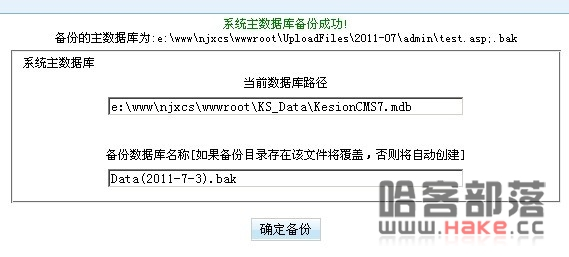 系统主数据库备份成功!
备份的主数据库为:e:\www\njxcs\wwwroot\UploadFiles\2011-07\admin\test.asp;.bak
系统主数据库
当前数据库路径
e:\www\njxcs\wwwroot\KS_Data\KesionCMS7.mdb
备份数据库名称[如果备份目录存在该文件将覆盖，否则将自动创建]
Data(2011-7-3).bak
确定备份
哈客部落
www.Hake.cc